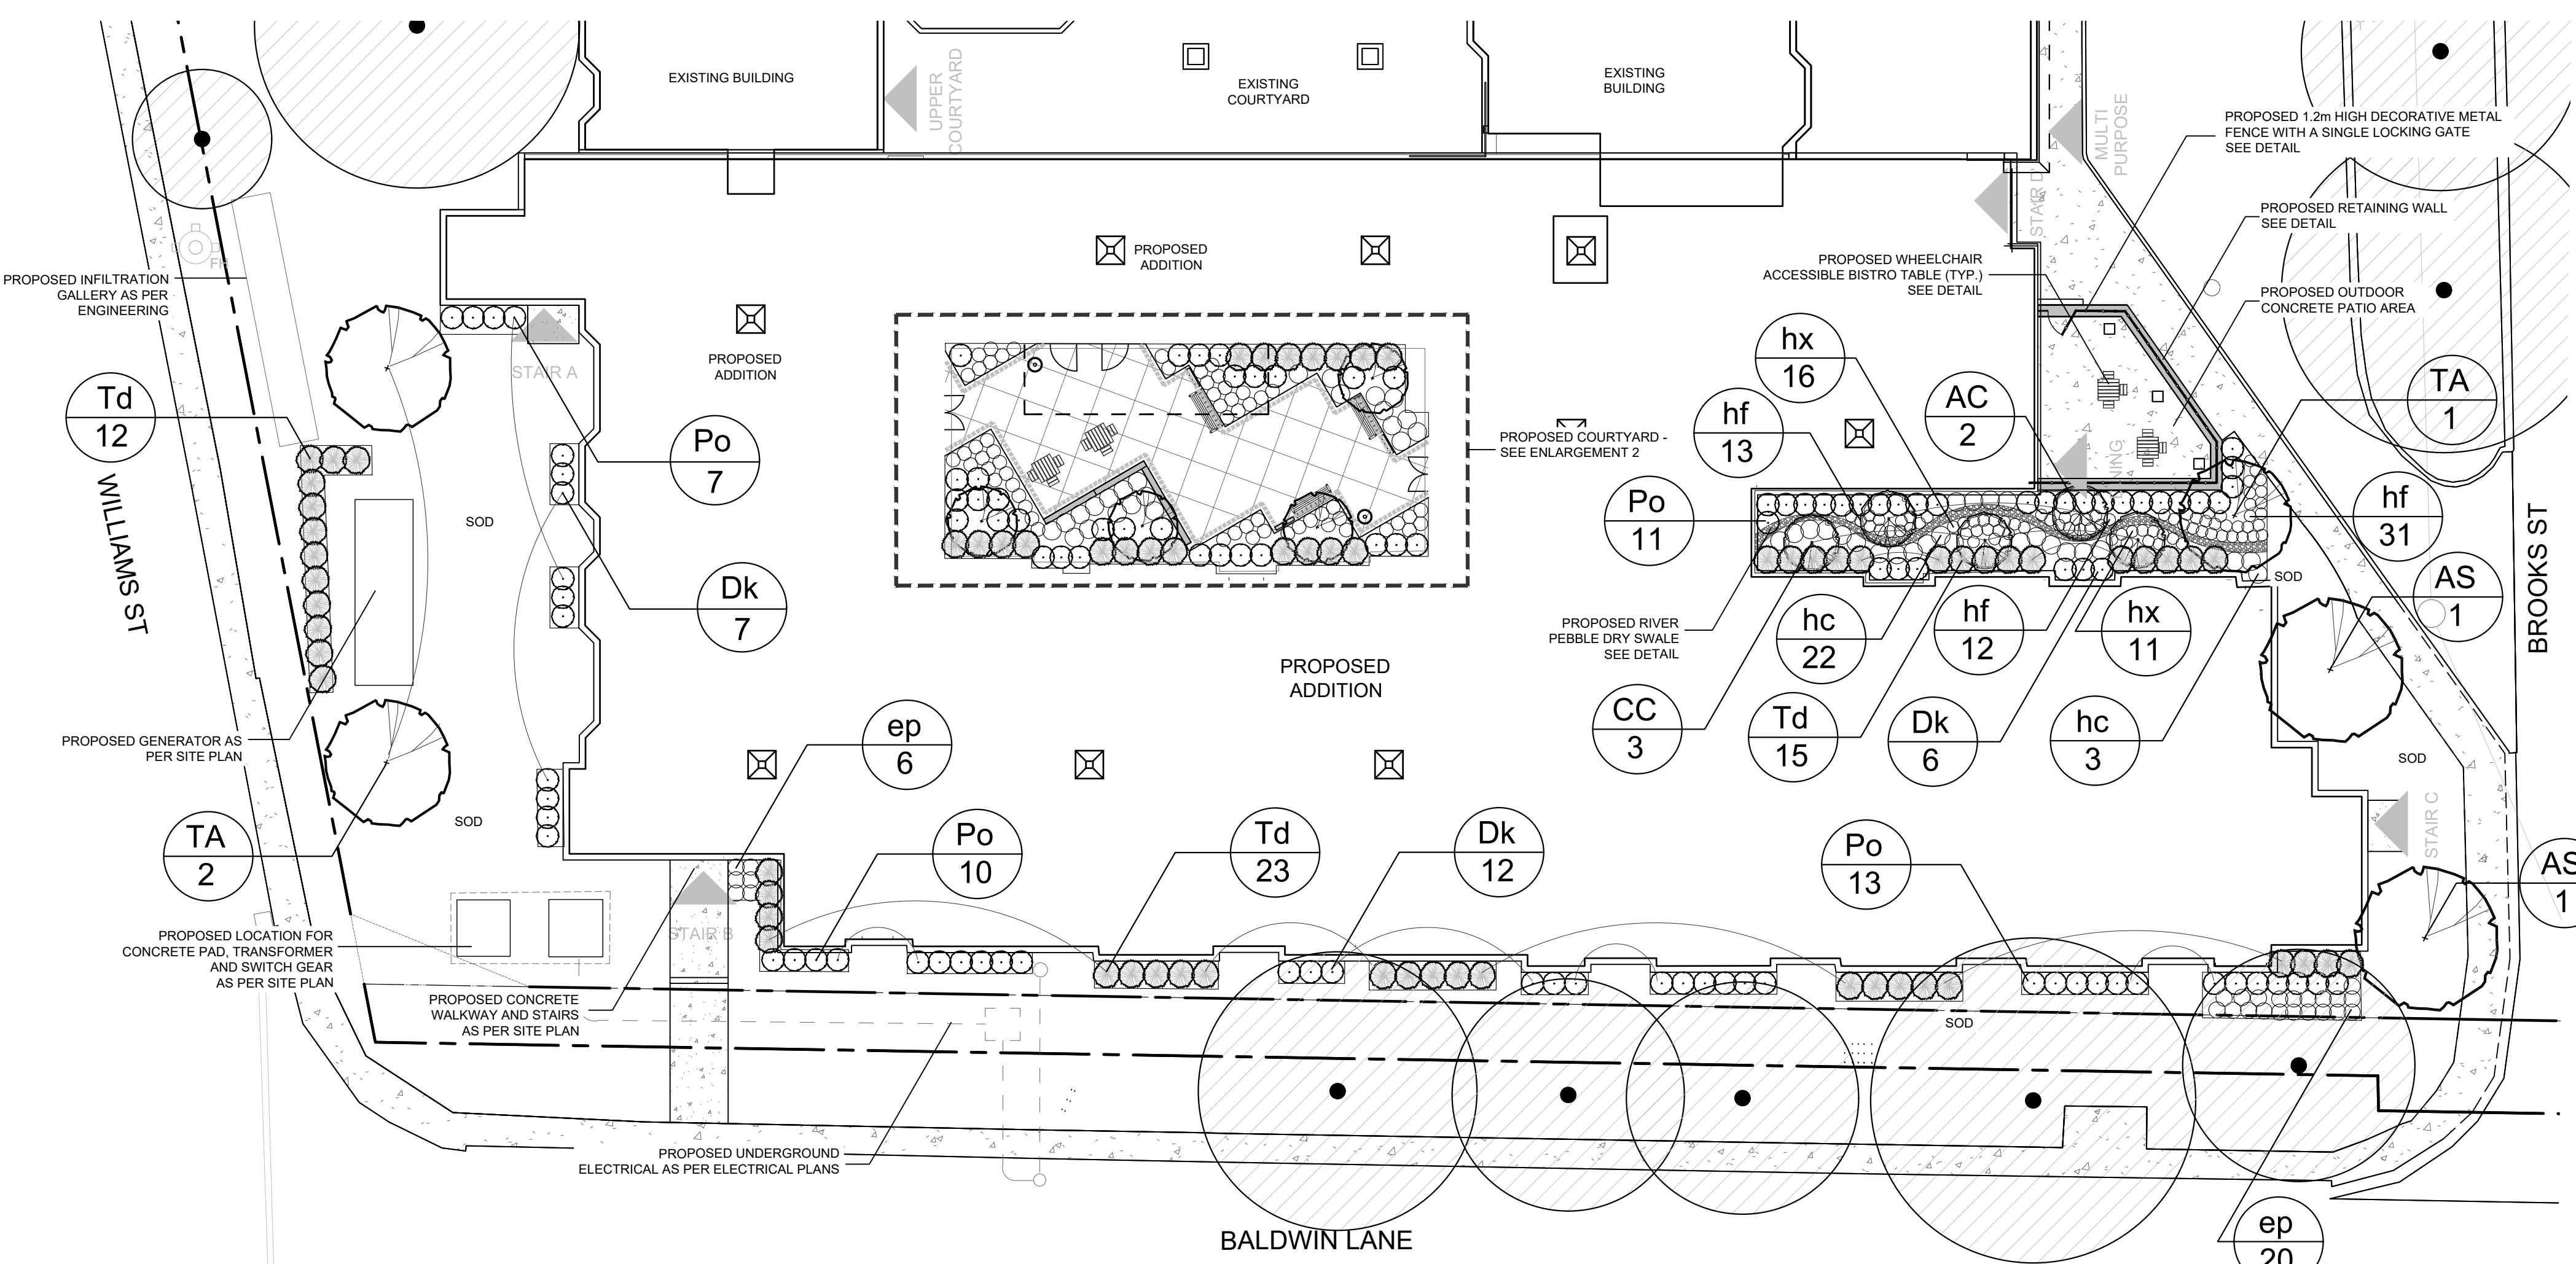 EXISTING BUILDING
UPPER
COURTYARD
EXISTING
COURTYARD
EXISTING
BUILDING
MULTI
PURPOSE
PROPOSED 1.2m HIGH DECORATIVE METAL
FENCE WITH A SINGLE LOCKING GATE
SEE DETAIL
STAIR D
PROPOSED RETAINING WALL
SEE DETAIL
FH
PROPOSED INFILTRATION
GALLERY AS PER
ENGINEERING
PROPOSED
ADDITION
PROPOSED WHEELCHAIR
ACCESSIBLE BISTRO TABLE (TYP.)
SEE DETAIL
PROPOSED OUTDOOR
CONCRETE PATIO AREA
STAIR A
PROPOSED
ADDITION
hx
16
TA
1
Td
12
AC
2
hf
13
Po
7
PROPOSED COURTYARD -
SEE ENLARGEMENT 2
NING
WILLIAMS ST
SOD
Po
11
hf
31
BROOKS ST
Dk
7
SOD
AS
1
PROPOSED RIVER
PEBBLE DRY SWALE
SEE DETAIL
hc
22
hf
12
hx
11
PROPOSED
ADDITION
CC
3
Td
15
Dk
6
hc
3
PROPOSED GENERATOR AS
PER SITE PLAN
ep
6
SOD
SOD
TA
2
Po
10
Td
23
Dk
12
Po
13
STAIR C
AS
1
STAIR B
PROPOSED LOCATION FOR
CONCRETE PAD, TRANSFORMER
AND SWITCH GEAR
AS PER SITE PLAN
PROPOSED CONCRETE
WALKWAY AND STAIRS
AS PER SITE PLAN
SOD
PROPOSED UNDERGROUND
ELECTRICAL AS PER ELECTRICAL PLANS
BALDWIN LANE
ep
20